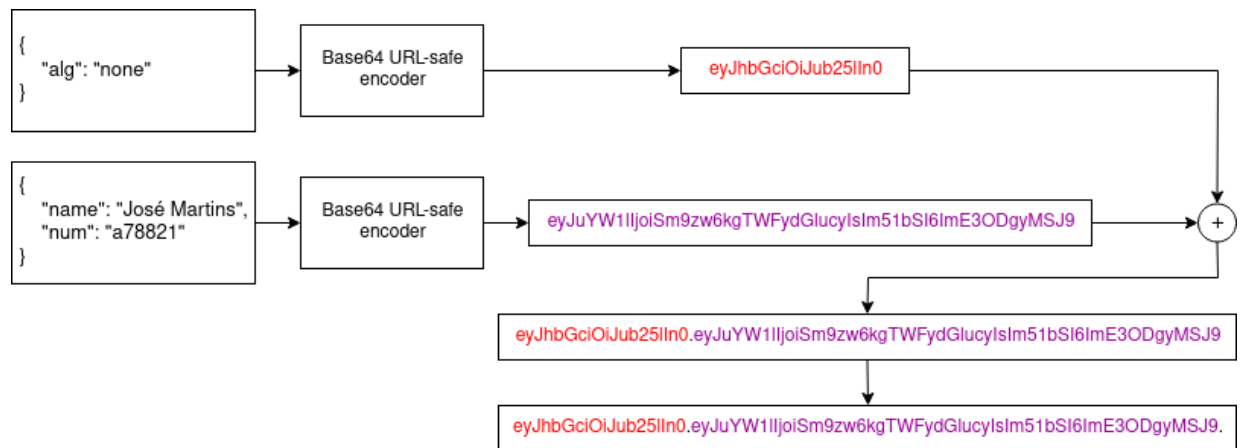 {
"alg": "none"
}
Base64 URL-safe
encoder
eyJhbGciOiJub25lIn0
{
"name": "José Martins",
"num": "a78821"
}
Base64 URL-safe
encoder
eyJuYW1lIjoiSm9zw6kgTWFydGlucyIsIm51bSI6ImE3ODgyMSJ9
+
eyJhbGciOiJub25lIn0.eyJuYW1lIjoiSm9zw6kgTWFydGlucyIsIm51bSI6ImE3ODgyMSJ9
eyJhbGciOiJub25lIn0.eyJuYW1lIjoiSm9zw6kgTWFydGlucyIsIm51bSI6ImE3ODgyMSJ9.